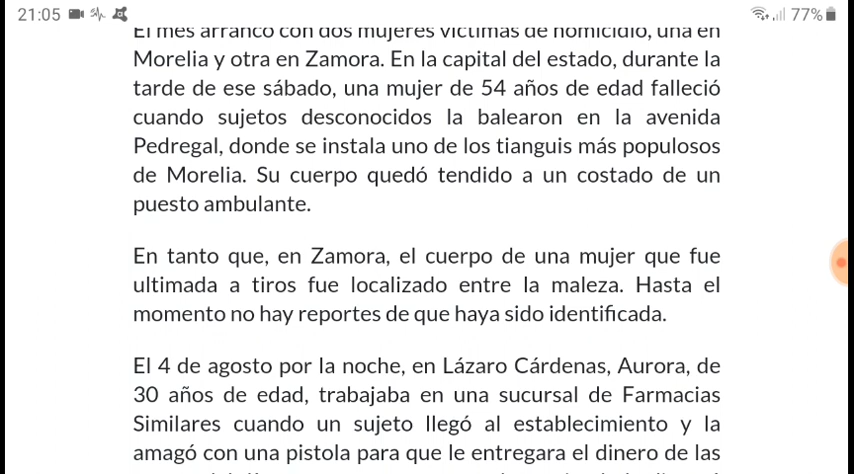 21:05
77%
El mes arrancó con dos mujeres víctimas de homicidio, una en
Morelia y otra en Zamora. En la capital del estado, durante la
tarde de ese sábado, una mujer de 54 años de edad falleció
cuando sujetos desconocidos la balearon en la avenida
Pedregal, donde se instala uno de los tianguis más populosos
de Morelia. Su cuerpo quedó tendido a un costado de un
puesto ambulante.
En tanto que, en Zamora, el cuerpo de una mujer que fue
ultimada a tiros fue localizado entre la maleza. Hasta el
momento no hay reportes de que haya sido identificada.
El 4 de agosto por la noche, en Lázaro Cárdenas, Aurora, de
30 años de edad, trabajaba en una sucursal de Farmacias
Similares cuando un sujeto llegó al establecimiento y la
amagó con una pistola para que le entregara el dinero de las